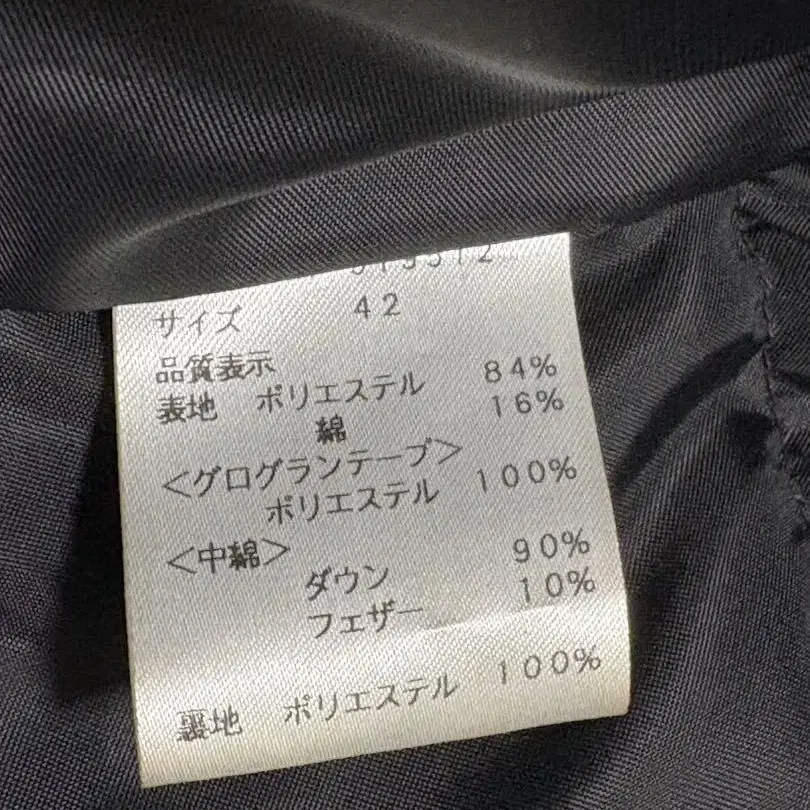 サイズ 42
品質表示
表地 ポリエステル 84%
綿 16%
<グログランテープ>
ポリエステル 100%
<中綿>
ダウン 90%
フェザー 10%
裏地 ポリエステル 100%